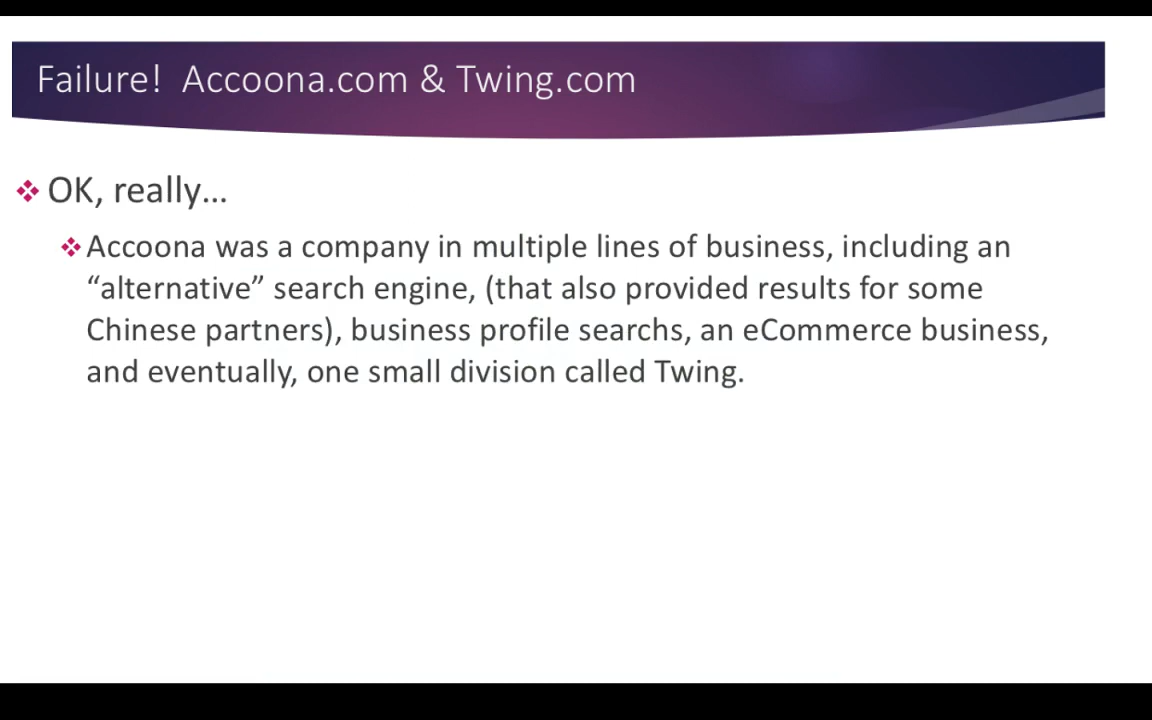 Failure!  Accoona.com & Twing.com
OK, really…
Accoona was a company in multiple lines of business, including an
“alternative” search engine, (that also provided results for some
Chinese partners), business profile searchs, an eCommerce business,
and eventually, one small division called Twing.